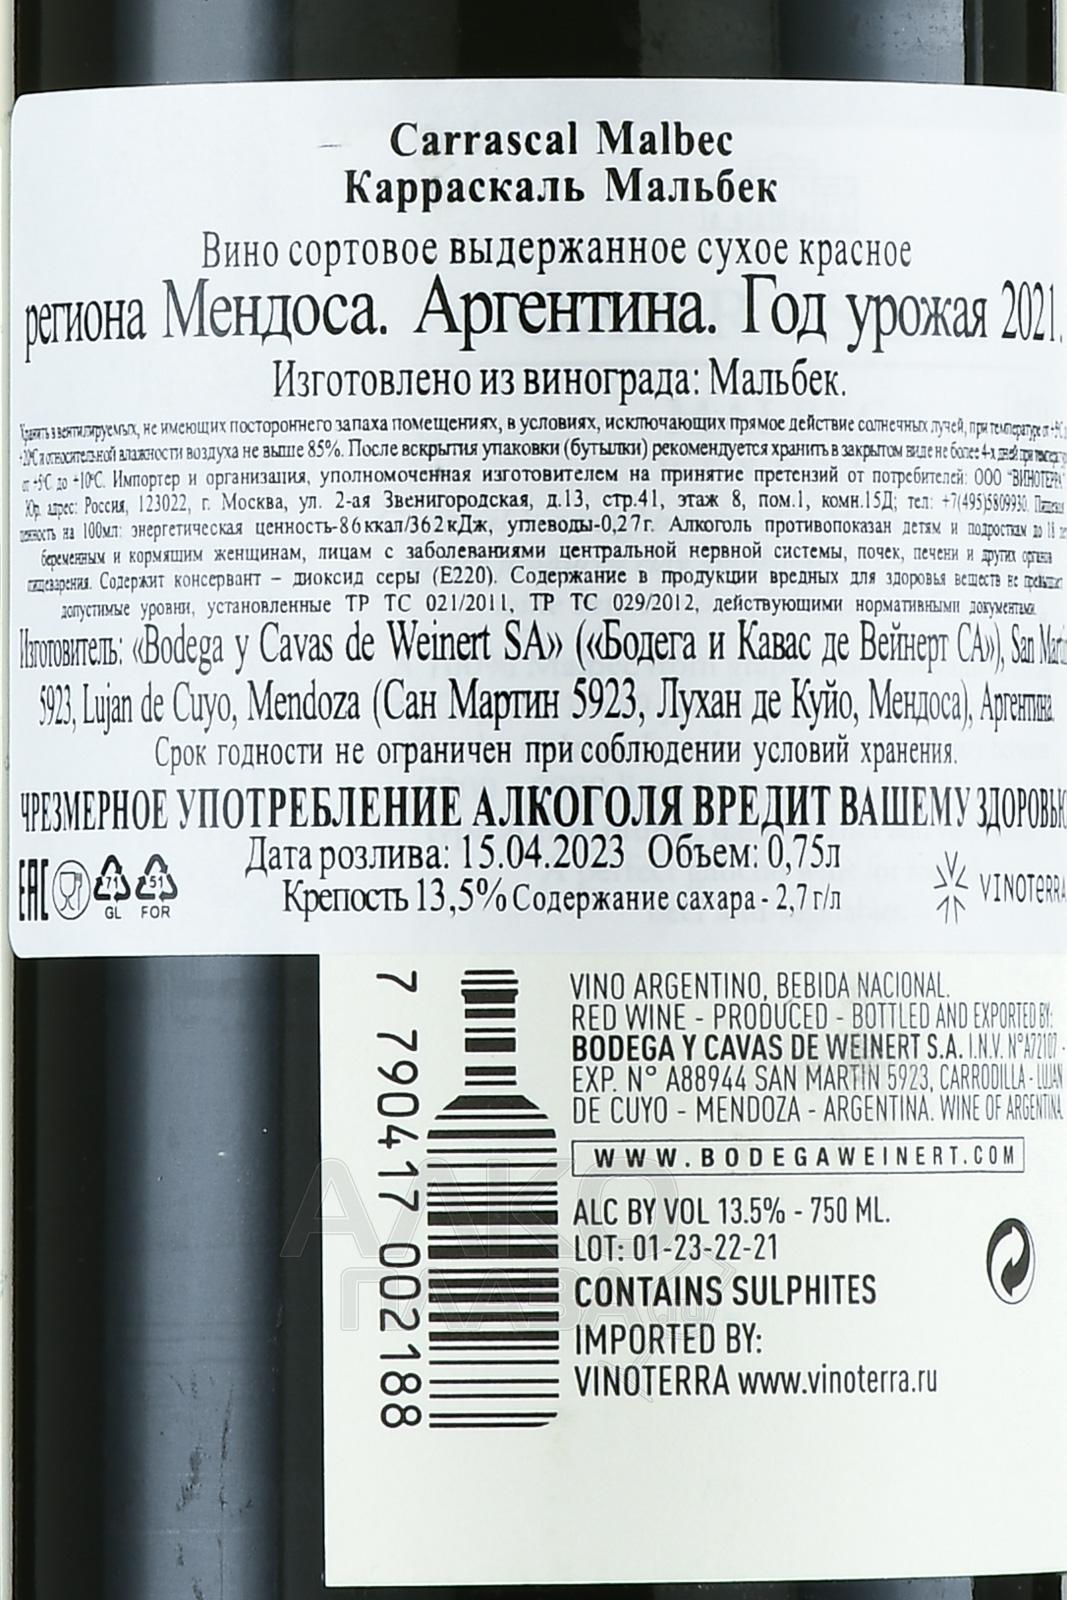 Carrascal Malbec
Карраскаль Мальбек
Вино сортовое выдержанное сухое красное
региона Мендоса. Аргентина. Год урожая 2021.
Изготовлено из винограда: Мальбек.
Хранить в вентилируемых, не имеющих постороннего запаха помещениях, в условиях, исключающих прямое действие солнечных лучей, при температуре от +5°С
+20°С и относительной влажности воздуха не выше 85%. После вскрытия упаковки (бутылки) рекомендуется хранить в закрытом виде не более 4-х дней при
от +5°С до +10°С. Импортер и организация, уполномоченная изготовителем на принятие претензий от потребителей: ООО "ВИНОТЕРРА"
Юр. адрес: Россия, 123022, г. Москва, ул. 2-ая Звенигородская, д.13, стр.41, этаж 8, пом.1, комн.15Д; тел: +7(495)5809930. Пищевая
ценность на 100мл: энергетическая ценность-86ккал/362кДж, углеводы-0,27г. Алкоголь противопоказан детям и подросткам до 18
беременным и кормящим женщинам, лицам с заболеваниями центральной нервной системы, почек, печени и других органов
пищеварения. Содержит консервант – диоксид серы (Е220). Содержание в продукции вредных для здоровья веществ не превышает
допустимые уровни, установленные ТР ТС 021/2011, ТР ТС 029/2012, действующими нормативными документами.
Изготовитель: «Bodega y Cavas de Weinert SA» («Бодега и Кавас де Вейнерт СА»), San
5923, Lujan de Cuyo, Mendoza (Сан Мартин 5923, Лухан де Куйо, Мендоса), Аргентина.
Срок годности не ограничен при соблюдении условий хранения.
ЧРЕЗМЕРНОЕ УПОТРЕБЛЕНИЕ АЛКОГОЛЯ ВРЕДИТ ВАШЕМУ
Дата розлива: 15.04.2023 Объем: 0,75л
Крепость 13,5% Содержание сахара - 2,7 г/л
EAC
71
GL
51
FOR
VINOTERRA
7 790417 002188
VINO ARGENTINO, BEBIDA NACIONAL.
RED WINE - PRODUCED - BOTTLED AND EXPORTED BY:
BODEGA Y CAVAS DE WEINERT S.A. I.N.V. N°A72107 -
EXP. N° A88944 SAN MARTIN 5923, CARRODILLA - LUJAN
DE CUYO - MENDOZA - ARGENTINA. WINE OF ARGENTINA
WWW.BODEGAWEINERT.COM
ALC BY VOL 13.5% - 750 ML.
LOT: 01-23-22-21
CONTAINS SULPHITES
IMPORTED BY:
VINOTERRA www.vinoterra.ru
АЛКО
ПЛАЗА